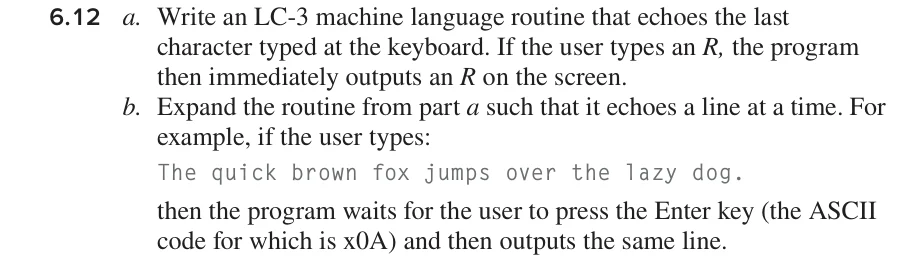 6.12 a. Write an LC-3 machine language routine that echoes the last
character typed at the keyboard. If the user types an R, the program
then immediately outputs an R on the screen.
b. Expand the routine from part a such that it echoes a line at a time. For
example, if the user types:
The quick brown fox jumps over the lazy dog.
then the program waits for the user to press the Enter key (the ASCII
code for which is x0A) and then outputs the same line.